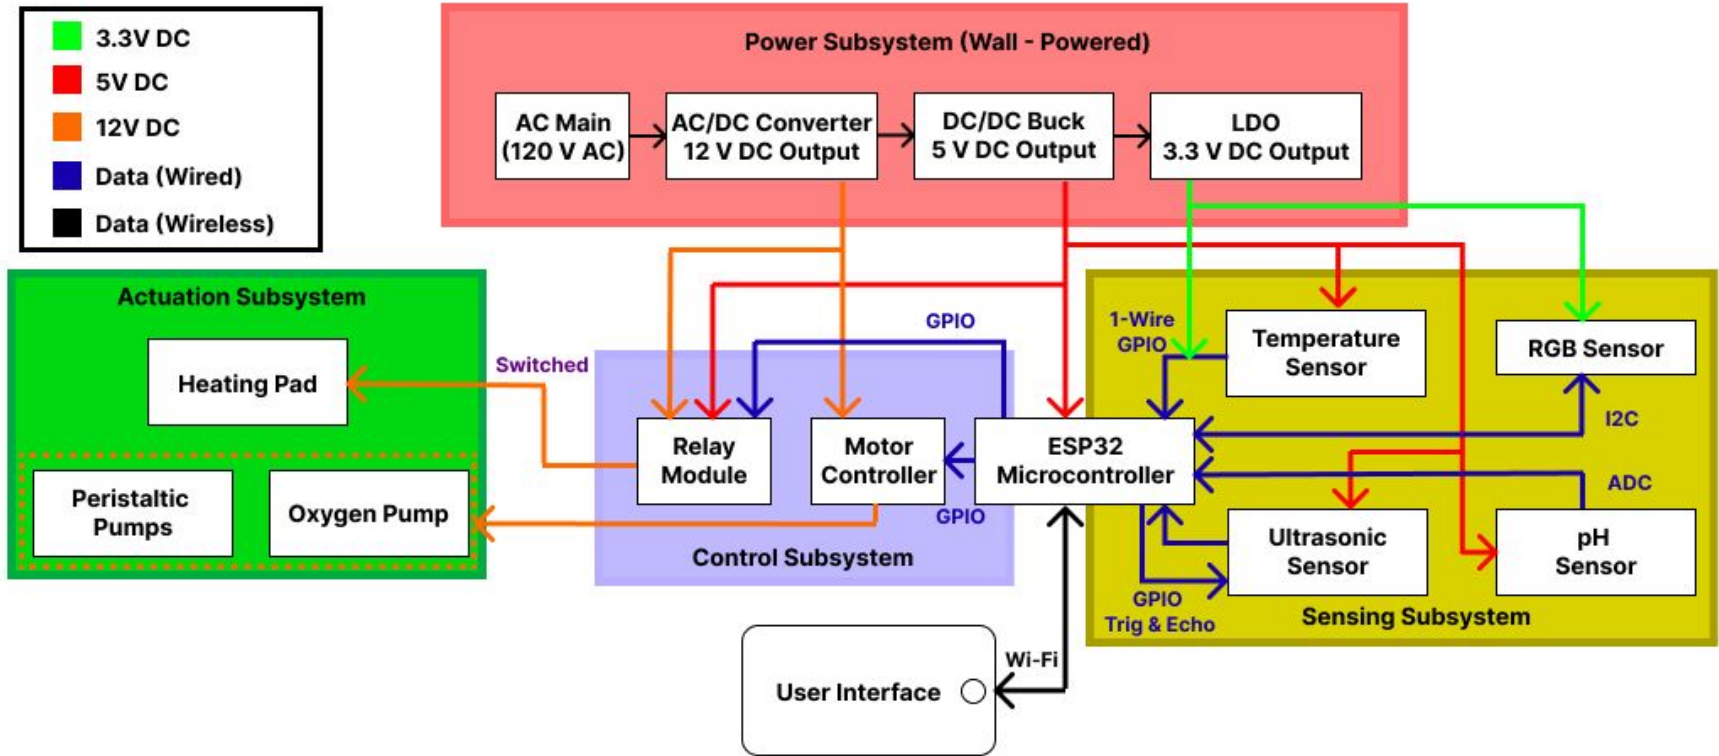 3.3V DC
5V DC
12V DC
Data (Wired)
Data (Wireless)
Power Subsystem (Wall - Powered)
AC Main
(120 V AC)
AC/DC Converter
12 V DC Output
DC/DC Buck
5 V DC Output
LDO
3.3 V DC Output
Actuation Subsystem
Heating Pad
Peristaltic
Pumps
Oxygen Pump
Switched
GPIO
Relay
Module
Motor
Controller
ESP32
Microcontroller
GPIO
Control Subsystem
1-Wire
GPIO
Temperature
Sensor
RGB Sensor
I2C
ADC
Ultrasonic
Sensor
pH
Sensor
GPIO
Trig & Echo
Sensing Subsystem
Wi-Fi
User Interface